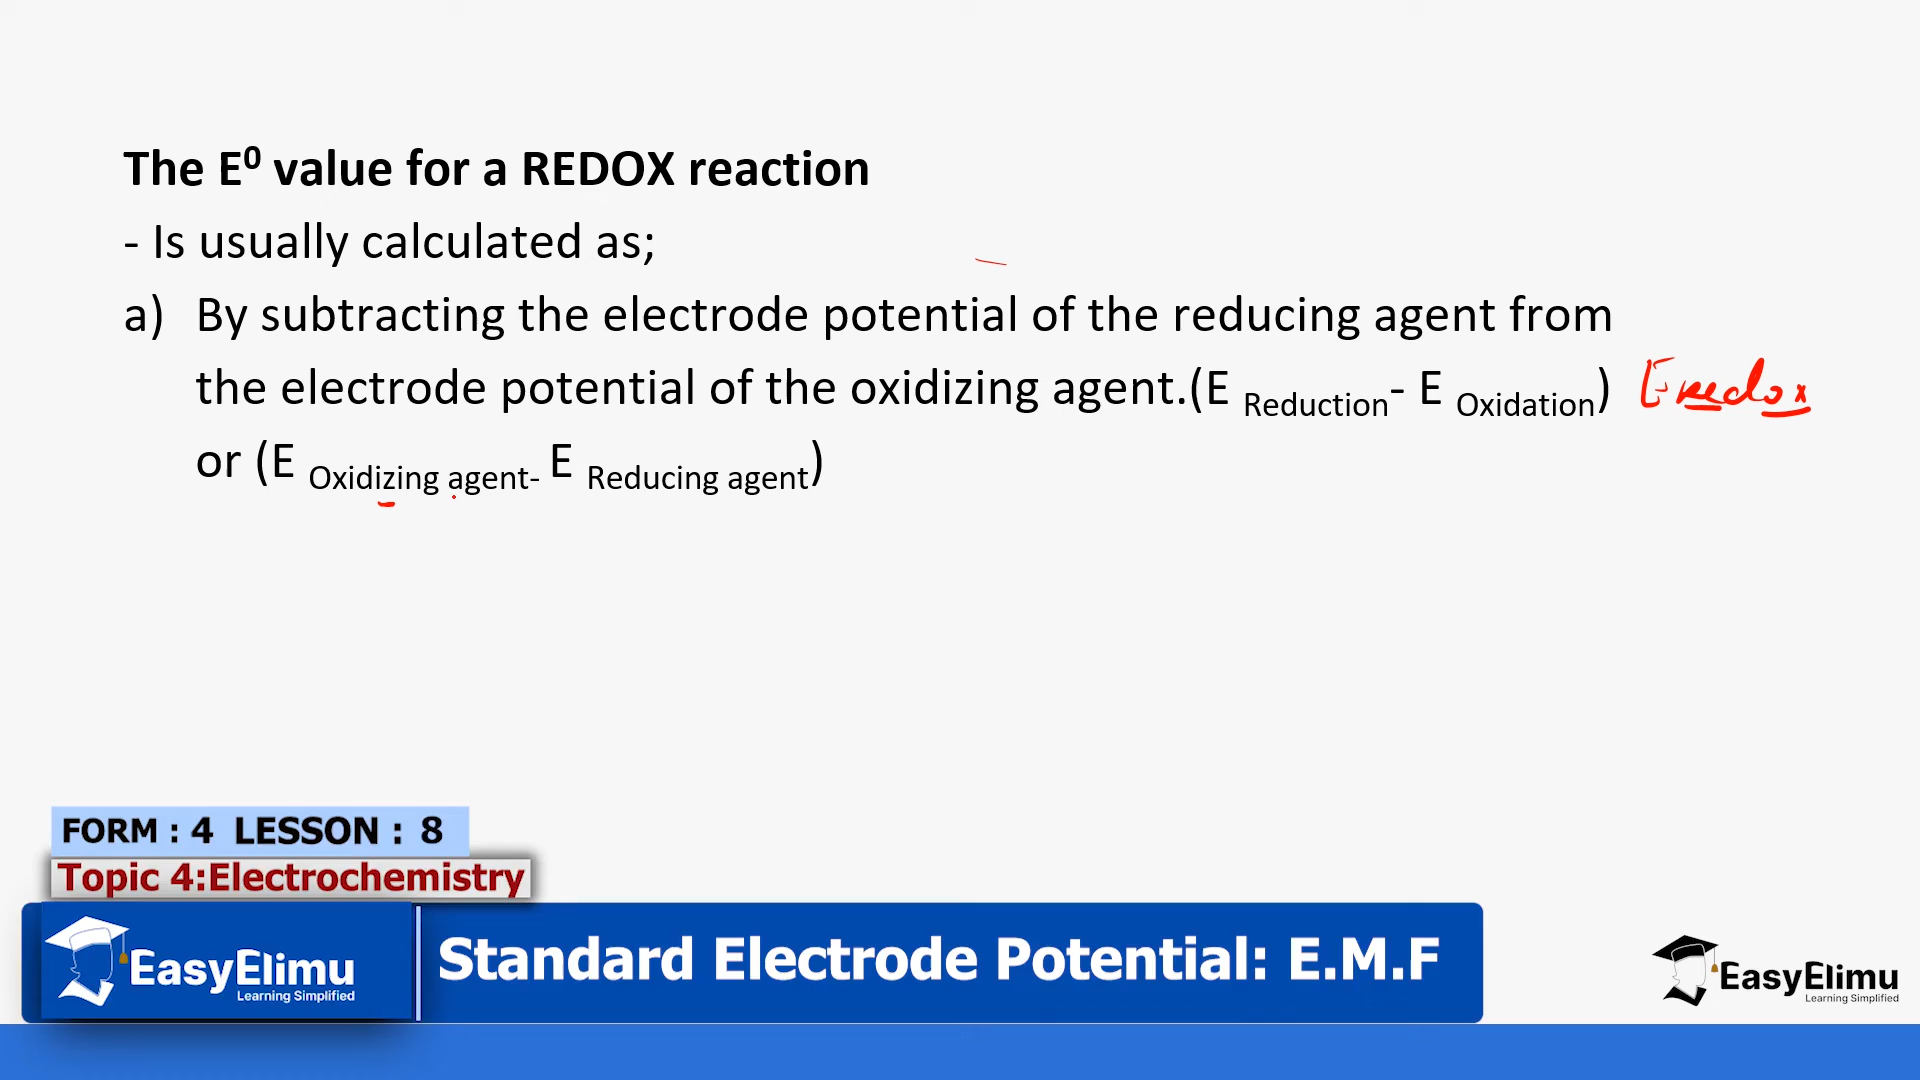 The E⁰ value for a REDOX reaction
- Is usually calculated as;
a) By subtracting the electrode potential of the reducing agent from
the electrode potential of the oxidizing agent.(E Reduction- E Oxidation) Eredox
or (E Oxidizing agent- E Reducing agent)
FORM : 4 LESSON : 8
Topic 4:Electrochemistry
EasyElimu
Learning Simplified
Standard Electrode Potential: E.M.F
EasyElimu
Learning Simplified